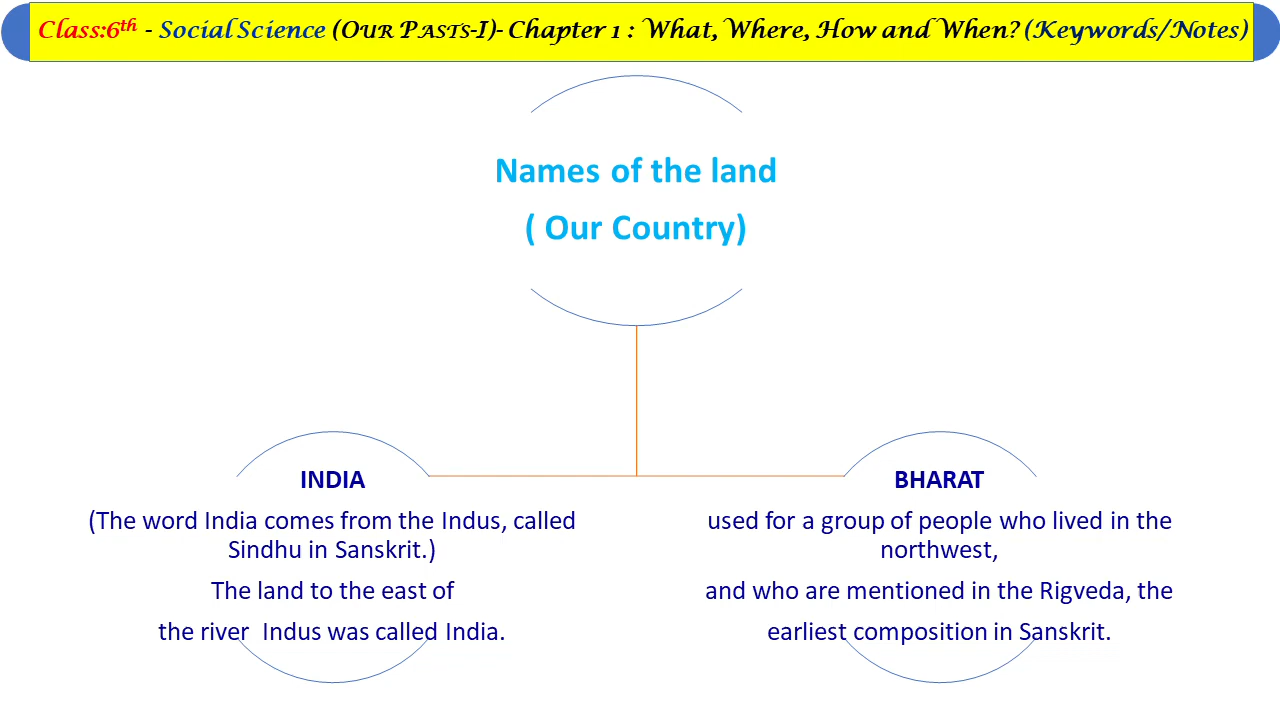 Class:6th - Social Science (OUR PASTS-I)- Chapter 1 : What, Where, How and When? (Keywords/Notes)
Names of the land
( Our Country)
INDIA
(The word India comes from the Indus, called
Sindhu in Sanskrit.)
The land to the east of
the river Indus was called India.
BHARAT
used for a group of people who lived in the
northwest,
and who are mentioned in the Rigveda, the
earliest composition in Sanskrit.